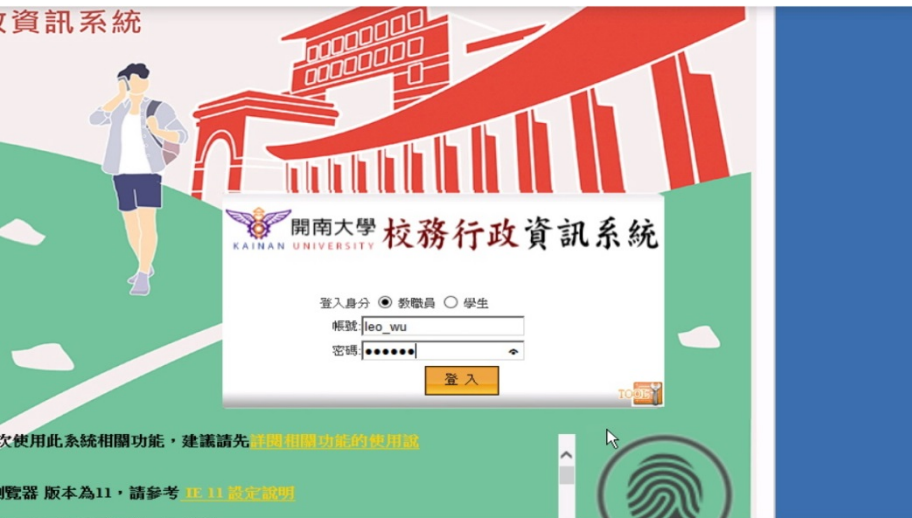 資訊系統
開南大學 校務行政資訊系統
KAINAN UNIVERSITY
登入身分 教職員 學生
帳號: leo_wu
密碼: ••••••
登入
次使用此系統相關功能，建議請先詳閱相關功能的使用說
瀏覽器 版本為11，請參考 IE 11 設定說明